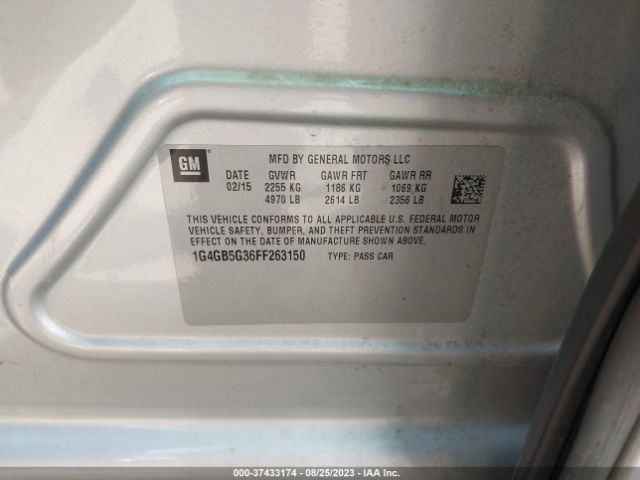 GM MFD BY GENERAL MOTORS LLC
DATE GVWR GAWR FRT GAWR RR
02/15 2255 KG 1186 KG 1069 KG
4970 LB 2614 LB 2356 LB
THIS VEHICLE CONFORMS TO ALL APPLICABLE U.S. FEDERAL MOTOR
VEHICLE SAFETY, BUMPER, AND THEFT PREVENTION STANDARDS IN
EFFECT ON THE DATE OF MANUFACTURE SHOWN ABOVE.
1G4GB5G36FF263150 TYPE: PASS CAR
000-37433174 - 08/25/2023 - IAA Inc.